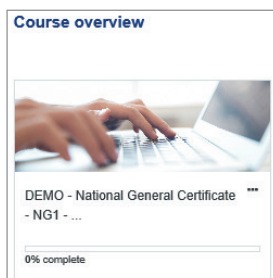 Course overview
DEMO - National General Certificate ...
- NG1 - ...
0% complete